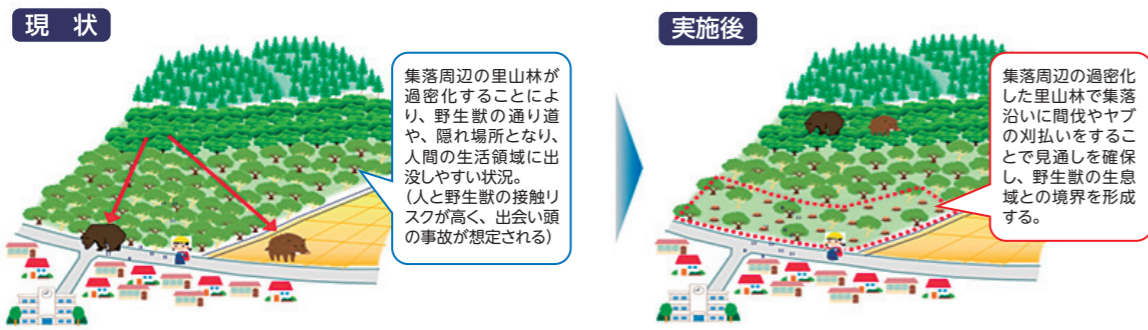 現　状
集落周辺の里山林が
過密化することによ
り、野生獣の通り道
や、隠れ場所となり、
人間の生活領域に出
没しやすい状況。
（人と野生獣の接触リ
スクが高く、出会い頭
の事故が想定される）
実施後
集落周辺の過密化
した里山林で集落
沿いに間伐やヤブ
の刈払いをするこ
とで見通しを確保
し、野生獣の生息
域との境界を形成
する。